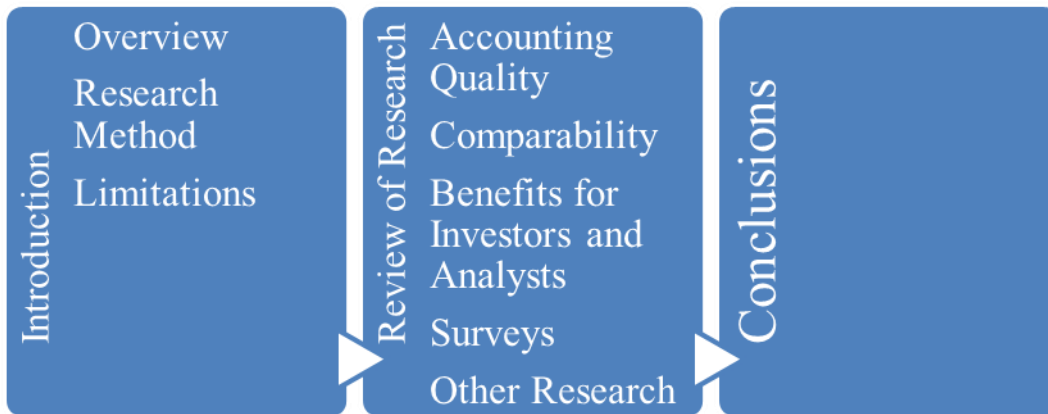 Introduction
Overview
Research
Method
Limitations
Review of Research
Accounting
Quality
Comparability
Benefits for
Investors and
Analysts
Surveys
Other Research
Conclusions